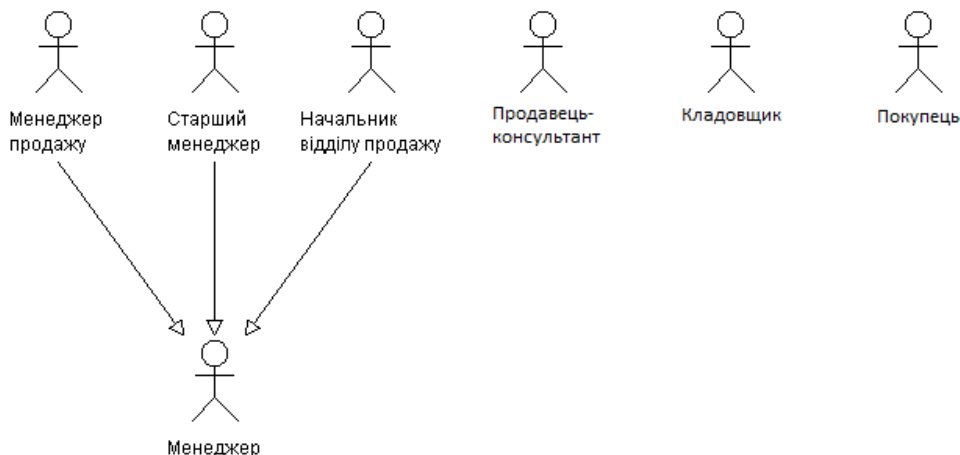 Менеджер
продажу
Старший
менеджер
Начальник
відділу продажу
Продавець-
консультант
Кладовщик
Покупець
Менеджер